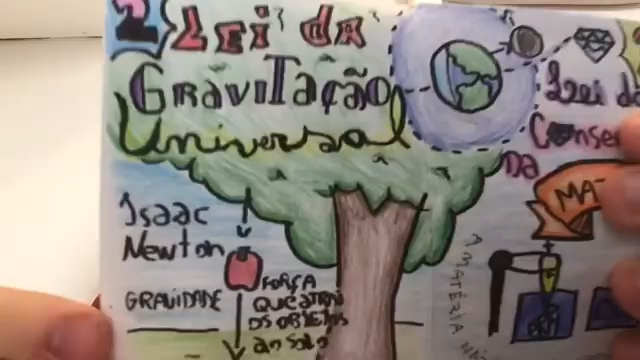 2 Lei da
Gravitação
Universal
Isaac
Newton
GRAVIDADE
FORÇA
QUE ATRAI
OS OBJETOS
ao solo
Lei da
Conser
Da
MA-
A MATÉRIA